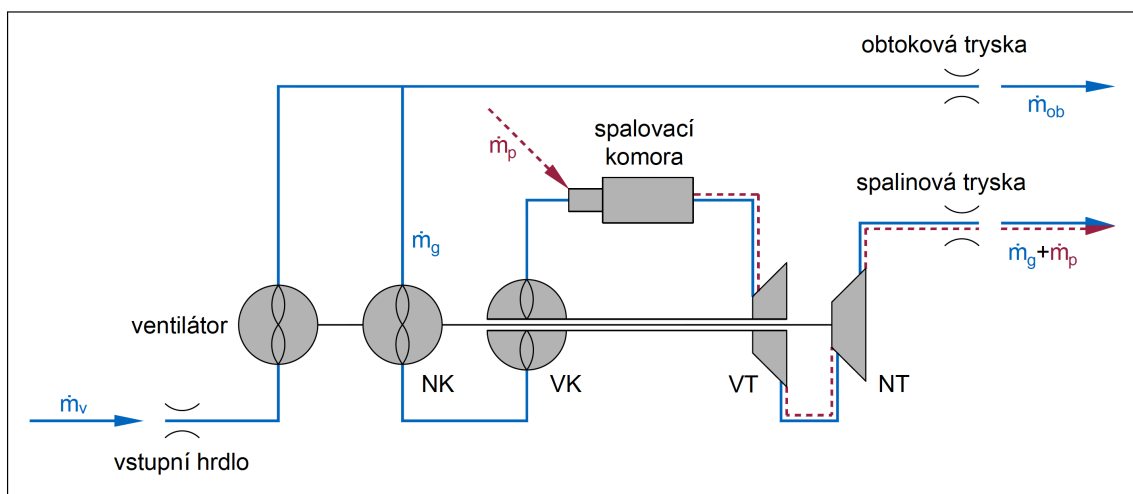 obtoková tryska
ṁob
spalovací
komora
ṁp
spalinová tryska
ṁg+ṁp
ṁg
ventilátor
NK
VK
VT
NT
ṁv
vstupní hrdlo